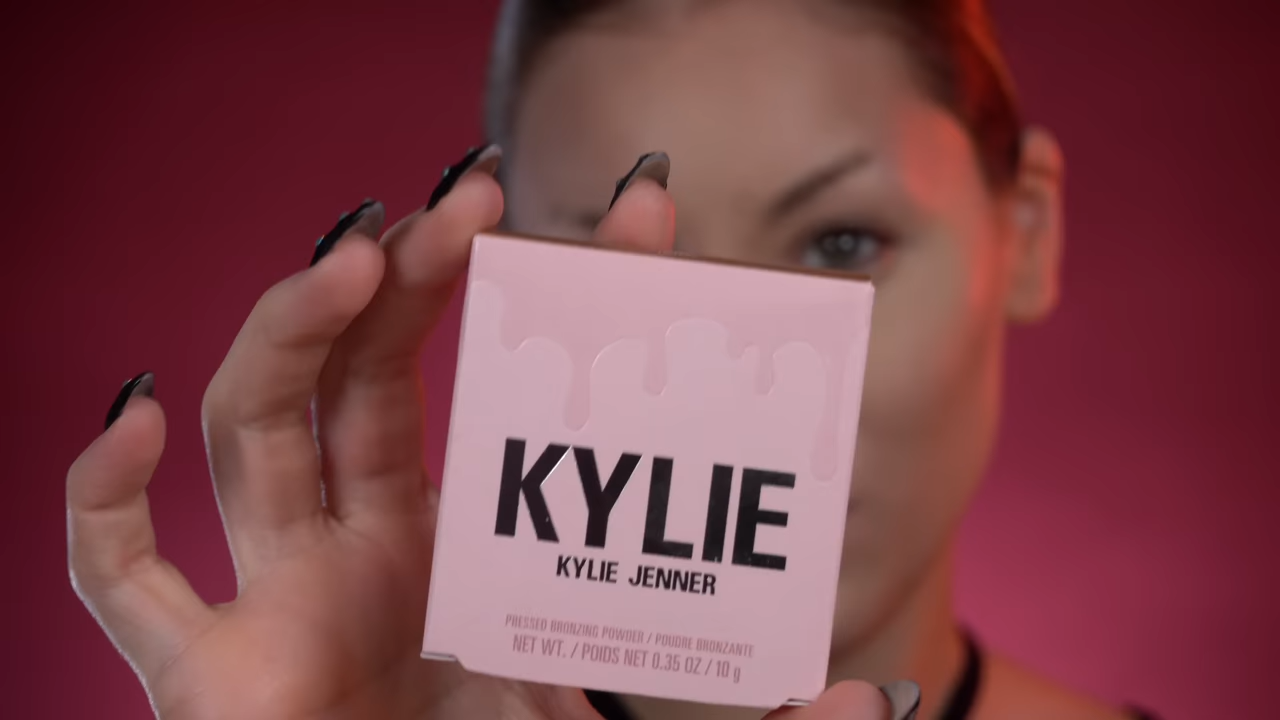 KYLIE
KYLIE JENNER
PRESSED BRONZING POWDER / POUDRE BRONZANTE
NET WT. / POIDS NET 0.35 OZ / 10 g